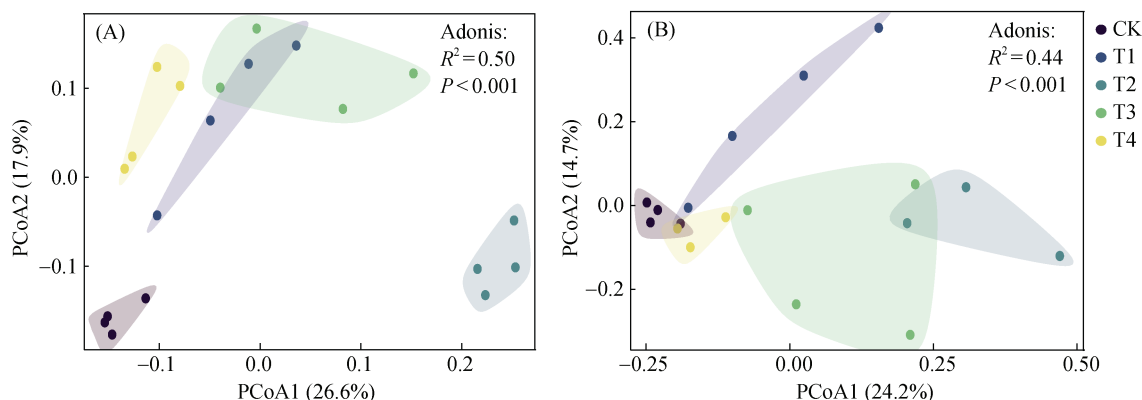 (A)
Adonis:
R²=0.50
P<0.001
PCoA2 (17.9%)
0.1
0.0
−0.1
−0.1
0.0
0.1
0.2
PCoA1 (26.6%)
(B)
Adonis:
R²=0.44
P<0.001
PCoA2 (14.7%)
0.4
0.2
0.0
−0.2
−0.25
0.00
0.25
0.50
PCoA1 (24.2%)
CK
T1
T2
T3
T4